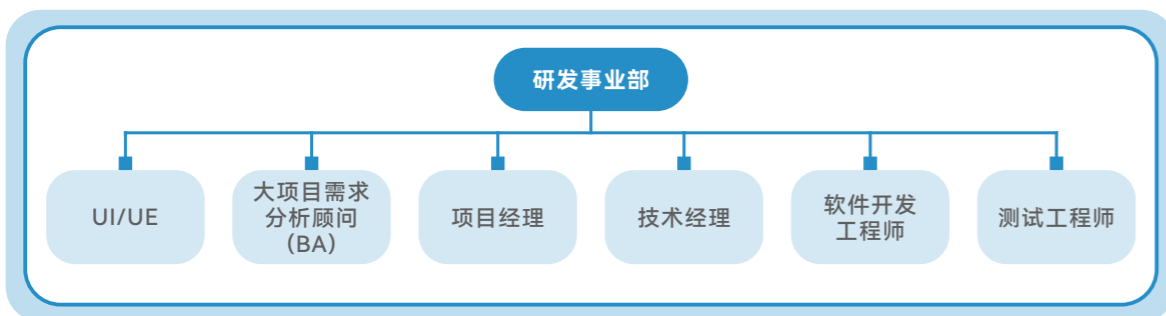 研发事业部
UI/UE
大项目需求
分析顾问
（BA）
项目经理
技术经理
软件开发
工程师
测试工程师